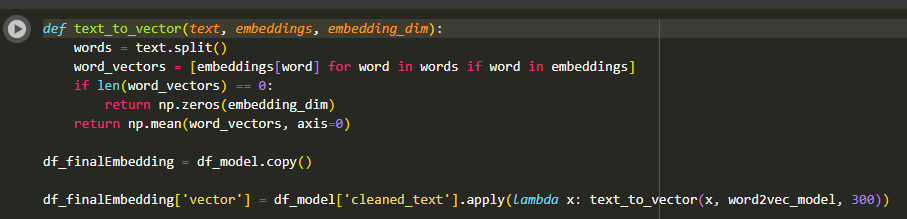 def text_to_vector(text, embeddings, embedding_dim):
    words = text.split()
    word_vectors = [embeddings[word] for word in words if word in embeddings]
    if len(word_vectors) == 0:
        return np.zeros(embedding_dim)
    return np.mean(word_vectors, axis=0)
df_finalEmbedding = df_model.copy()
df_finalEmbedding['vector'] = df_model['cleaned_text'].apply(lambda x: text_to_vector(x, word2vec_model, 300))